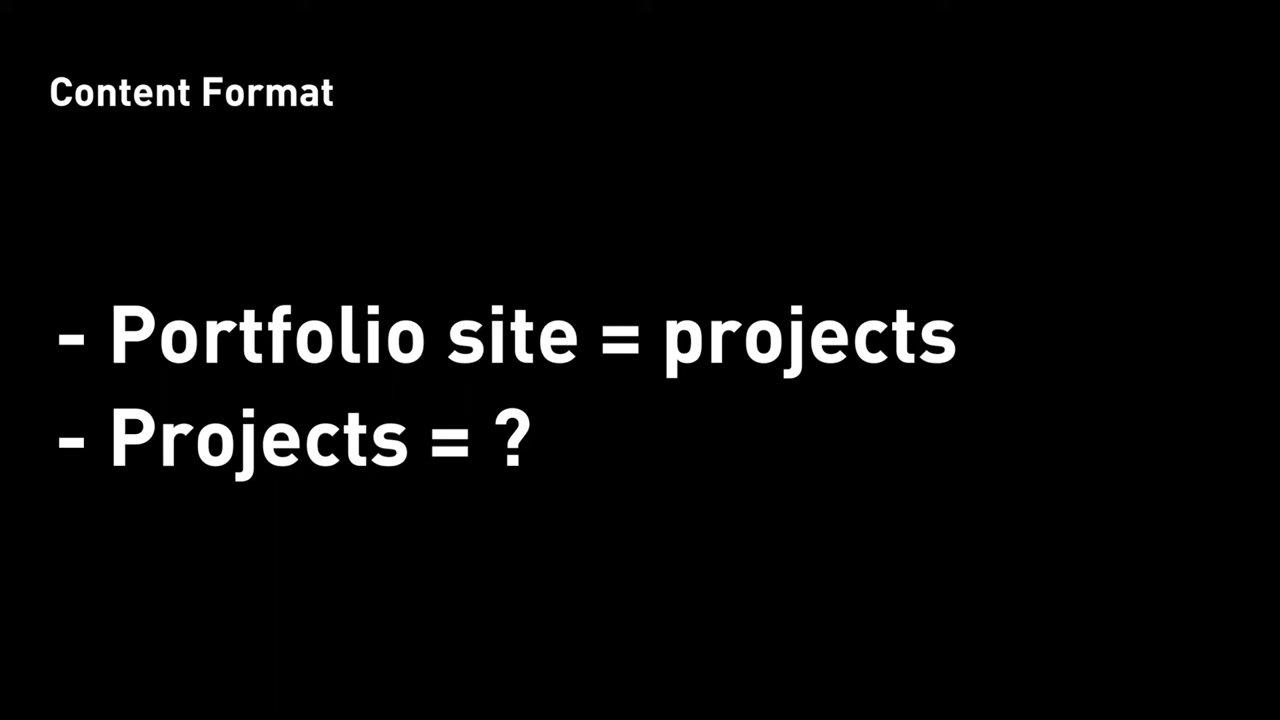 Content Format
- Portfolio site = projects
- Projects = ?